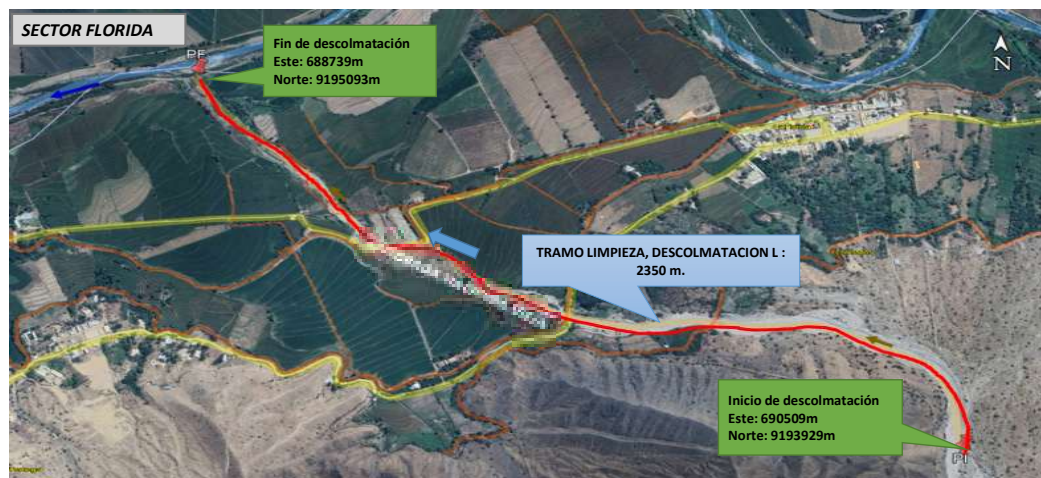 SECTOR FLORIDA
PF
Fin de descolmatación
Este: 688739m
Norte: 9195093m
N
TRAMO LIMPIEZA, DESCOLMATACION L :
2350 m.
Inicio de descolmatación
Este: 690509m
Norte: 9193929m
PI